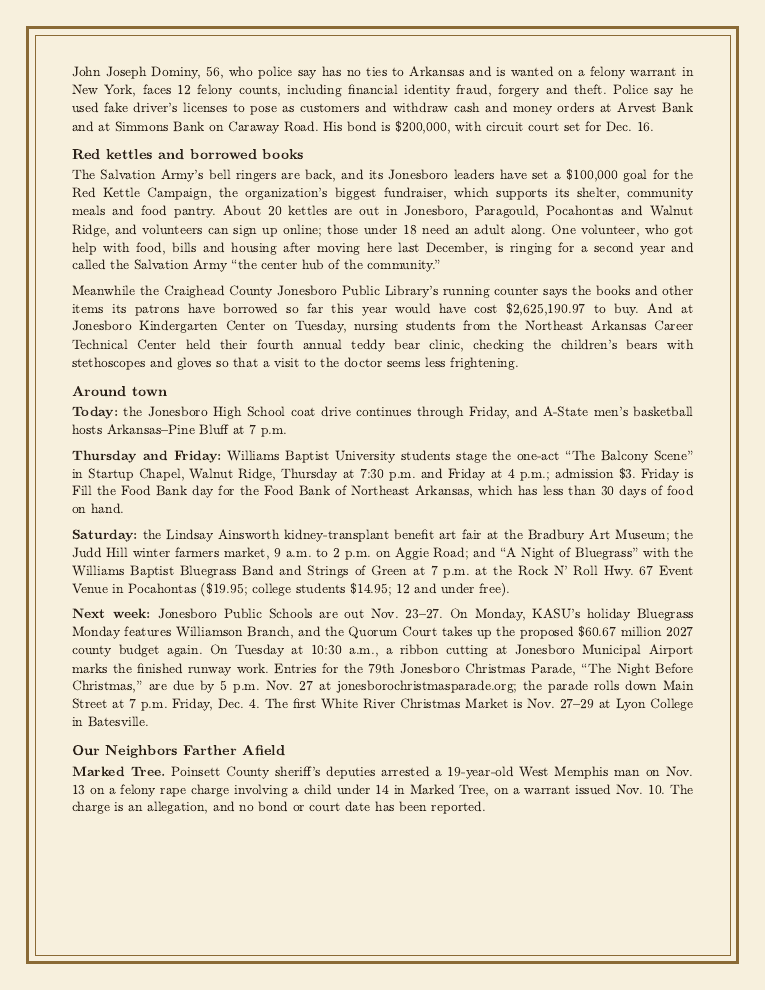 John Joseph Dominy, 56, who police say has no ties to Arkansas and is wanted on a felony warrant in
New York, faces 12 felony counts, including financial identity fraud, forgery and theft. Police say he
used fake driver's licenses to pose as customers and withdraw cash and money orders at Arvest Bank
and at Simmons Bank on Caraway Road. His bond is $200,000, with circuit court set for Dec. 16.
Red kettles and borrowed books
The Salvation Army's bell ringers are back, and its Jonesboro leaders have set a $100,000 goal for the
Red Kettle Campaign, the organization's biggest fundraiser, which supports its shelter, community
meals and food pantry. About 20 kettles are out in Jonesboro, Paragould, Pocahontas and Walnut
Ridge, and volunteers can sign up online; those under 18 need an adult along. One volunteer, who got
help with food, bills and housing after moving here last December, is ringing for a second year and
called the Salvation Army “the center hub of the community.”
Meanwhile the Craighead County Jonesboro Public Library's running counter says the books and other
items its patrons have borrowed so far this year would have cost $2,625,190.97 to buy. And at
Jonesboro Kindergarten Center on Tuesday, nursing students from the Northeast Arkansas Career
Technical Center held their fourth annual teddy bear clinic, checking the children's bears with
stethoscopes and gloves so that a visit to the doctor seems less frightening.
Around town
Today: the Jonesboro High School coat drive continues through Friday, and A-State men's basketball
hosts Arkansas–Pine Bluff at 7 p.m.
Thursday and Friday: Williams Baptist University students stage the one-act “The Balcony Scene”
in Startup Chapel, Walnut Ridge, Thursday at 7:30 p.m. and Friday at 4 p.m.; admission $3. Friday is
Fill the Food Bank day for the Food Bank of Northeast Arkansas, which has less than 30 days of food
on hand.
Saturday: the Lindsay Ainsworth kidney-transplant benefit art fair at the Bradbury Art Museum; the
Judd Hill winter farmers market, 9 a.m. to 2 p.m. on Aggie Road; and “A Night of Bluegrass” with the
Williams Baptist Bluegrass Band and Strings of Green at 7 p.m. at the Rock N' Roll Hwy. 67 Event
Venue in Pocahontas ($19.95; college students $14.95; 12 and under free).
Next week: Jonesboro Public Schools are out Nov. 23–27. On Monday, KASU's holiday Bluegrass
Monday features Williamson Branch, and the Quorum Court takes up the proposed $60.67 million 2027
county budget again. On Tuesday at 10:30 a.m., a ribbon cutting at Jonesboro Municipal Airport
marks the finished runway work. Entries for the 79th Jonesboro Christmas Parade, “The Night Before
Christmas,” are due by 5 p.m. Nov. 27 at jonesborochristmasparade.org; the parade rolls down Main
Street at 7 p.m. Friday, Dec. 4. The first White River Christmas Market is Nov. 27–29 at Lyon College
in Batesville.
Our Neighbors Farther Afield
Marked Tree. Poinsett County sheriff's deputies arrested a 19-year-old West Memphis man on Nov.
13 on a felony rape charge involving a child under 14 in Marked Tree, on a warrant issued Nov. 10. The
charge is an allegation, and no bond or court date has been reported.